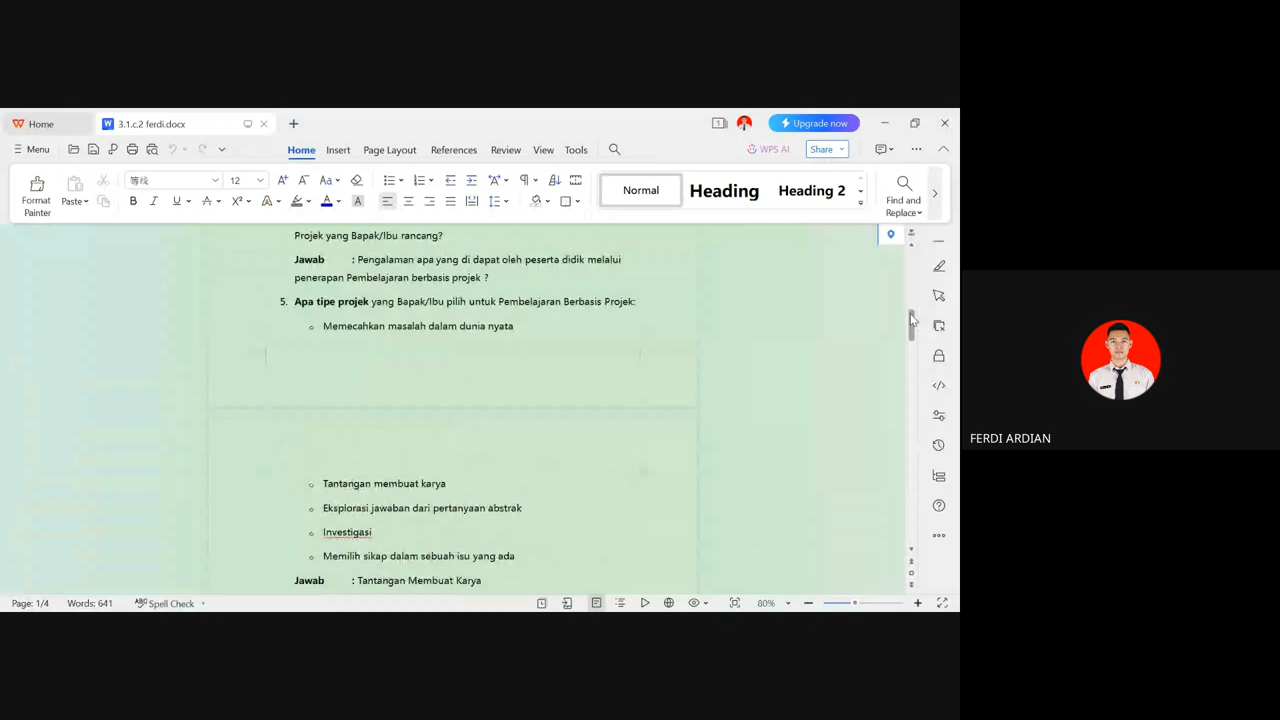 Home
3.1.c.2 ferdi.docx
Upgrade now
Menu
Home
Insert
Page Layout
References
Review
View
Tools
WPS AI
Share
Format
Painter
Paste
等线
12
Normal
Heading
Heading 2
Find and
Replace
Projek yang Bapak/Ibu rancang?
Jawab : Pengalaman apa yang di dapat oleh peserta didik melalui
penerapan Pembelajaran berbasis projek ?
5. Apa tipe projek yang Bapak/Ibu pilih untuk Pembelajaran Berbasis Projek:
Memecahkan masalah dalam dunia nyata
Tantangan membuat karya
Eksplorasi jawaban dari pertanyaan abstrak
Investigasi
Memilih sikap dalam sebuah isu yang ada
Jawab : Tantangan Membuat Karya
Page: 1/4
Words: 641
Spell Check
80%
FERDI ARDIAN